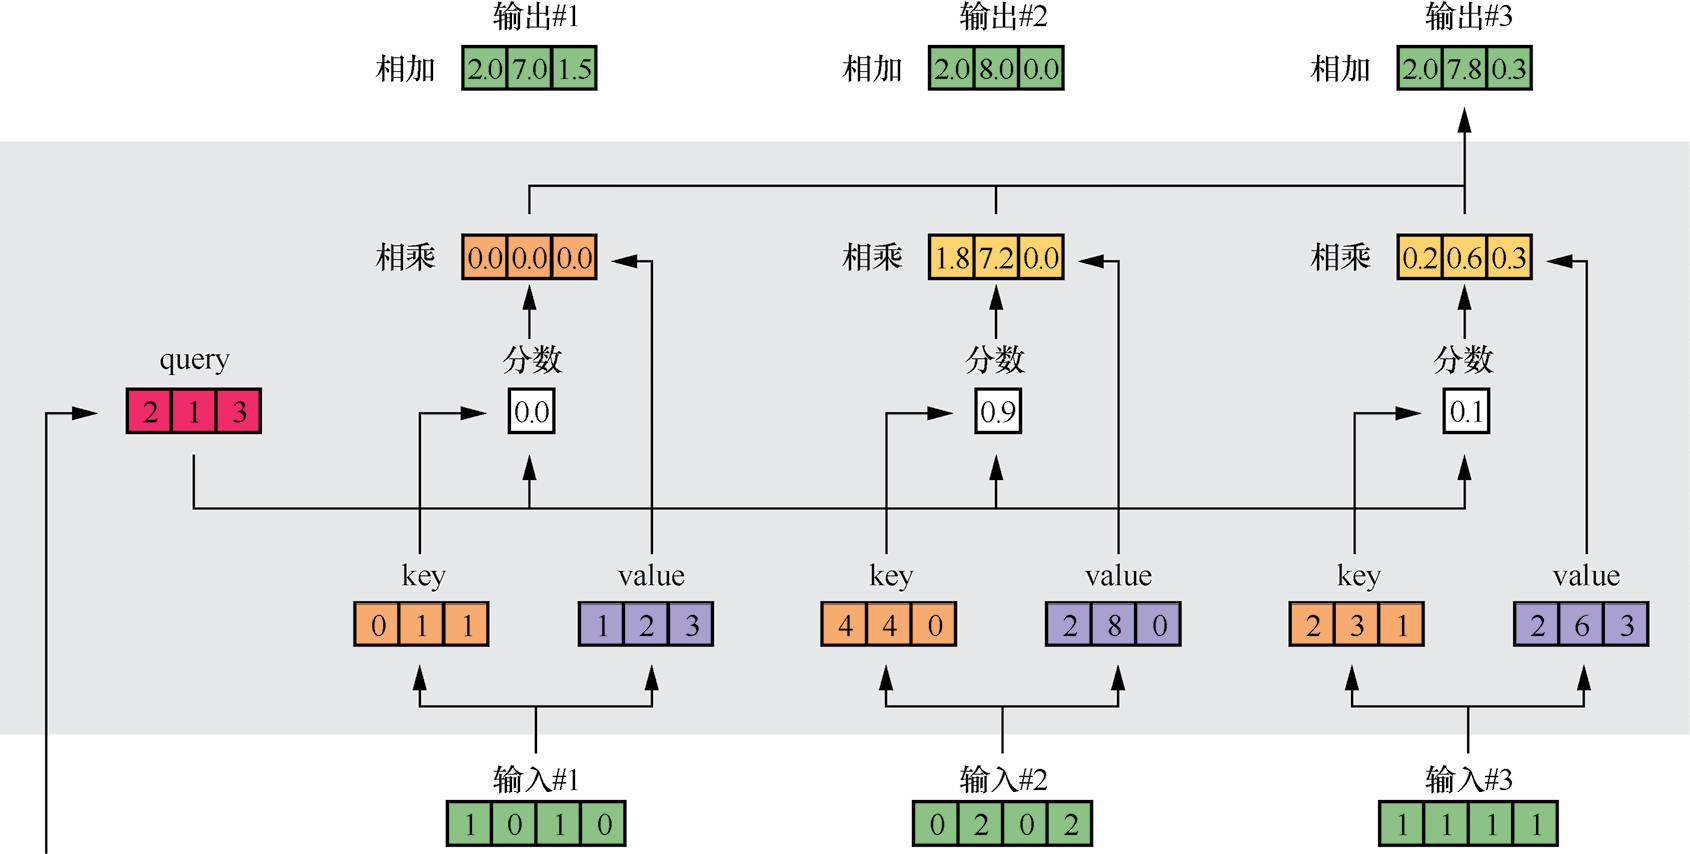 输出#1 输出#2 输出#3
相加 2.0 7.0 1.5 相加 2.0 8.0 0.0 相加 2.0 7.8 0.3
相乘 0.0 0.0 0.0 相乘 1.8 7.2 0.0 相乘 0.2 0.6 0.3
query 分数 分数 分数
2 1 3 0.0 0.9 0.1
key value key value key value
0 1 1 1 2 3 4 4 0 2 8 0 2 3 1 2 6 3
输入#1 输入#2 输入#3
1 0 1 0 0 2 0 2 1 1 1 1